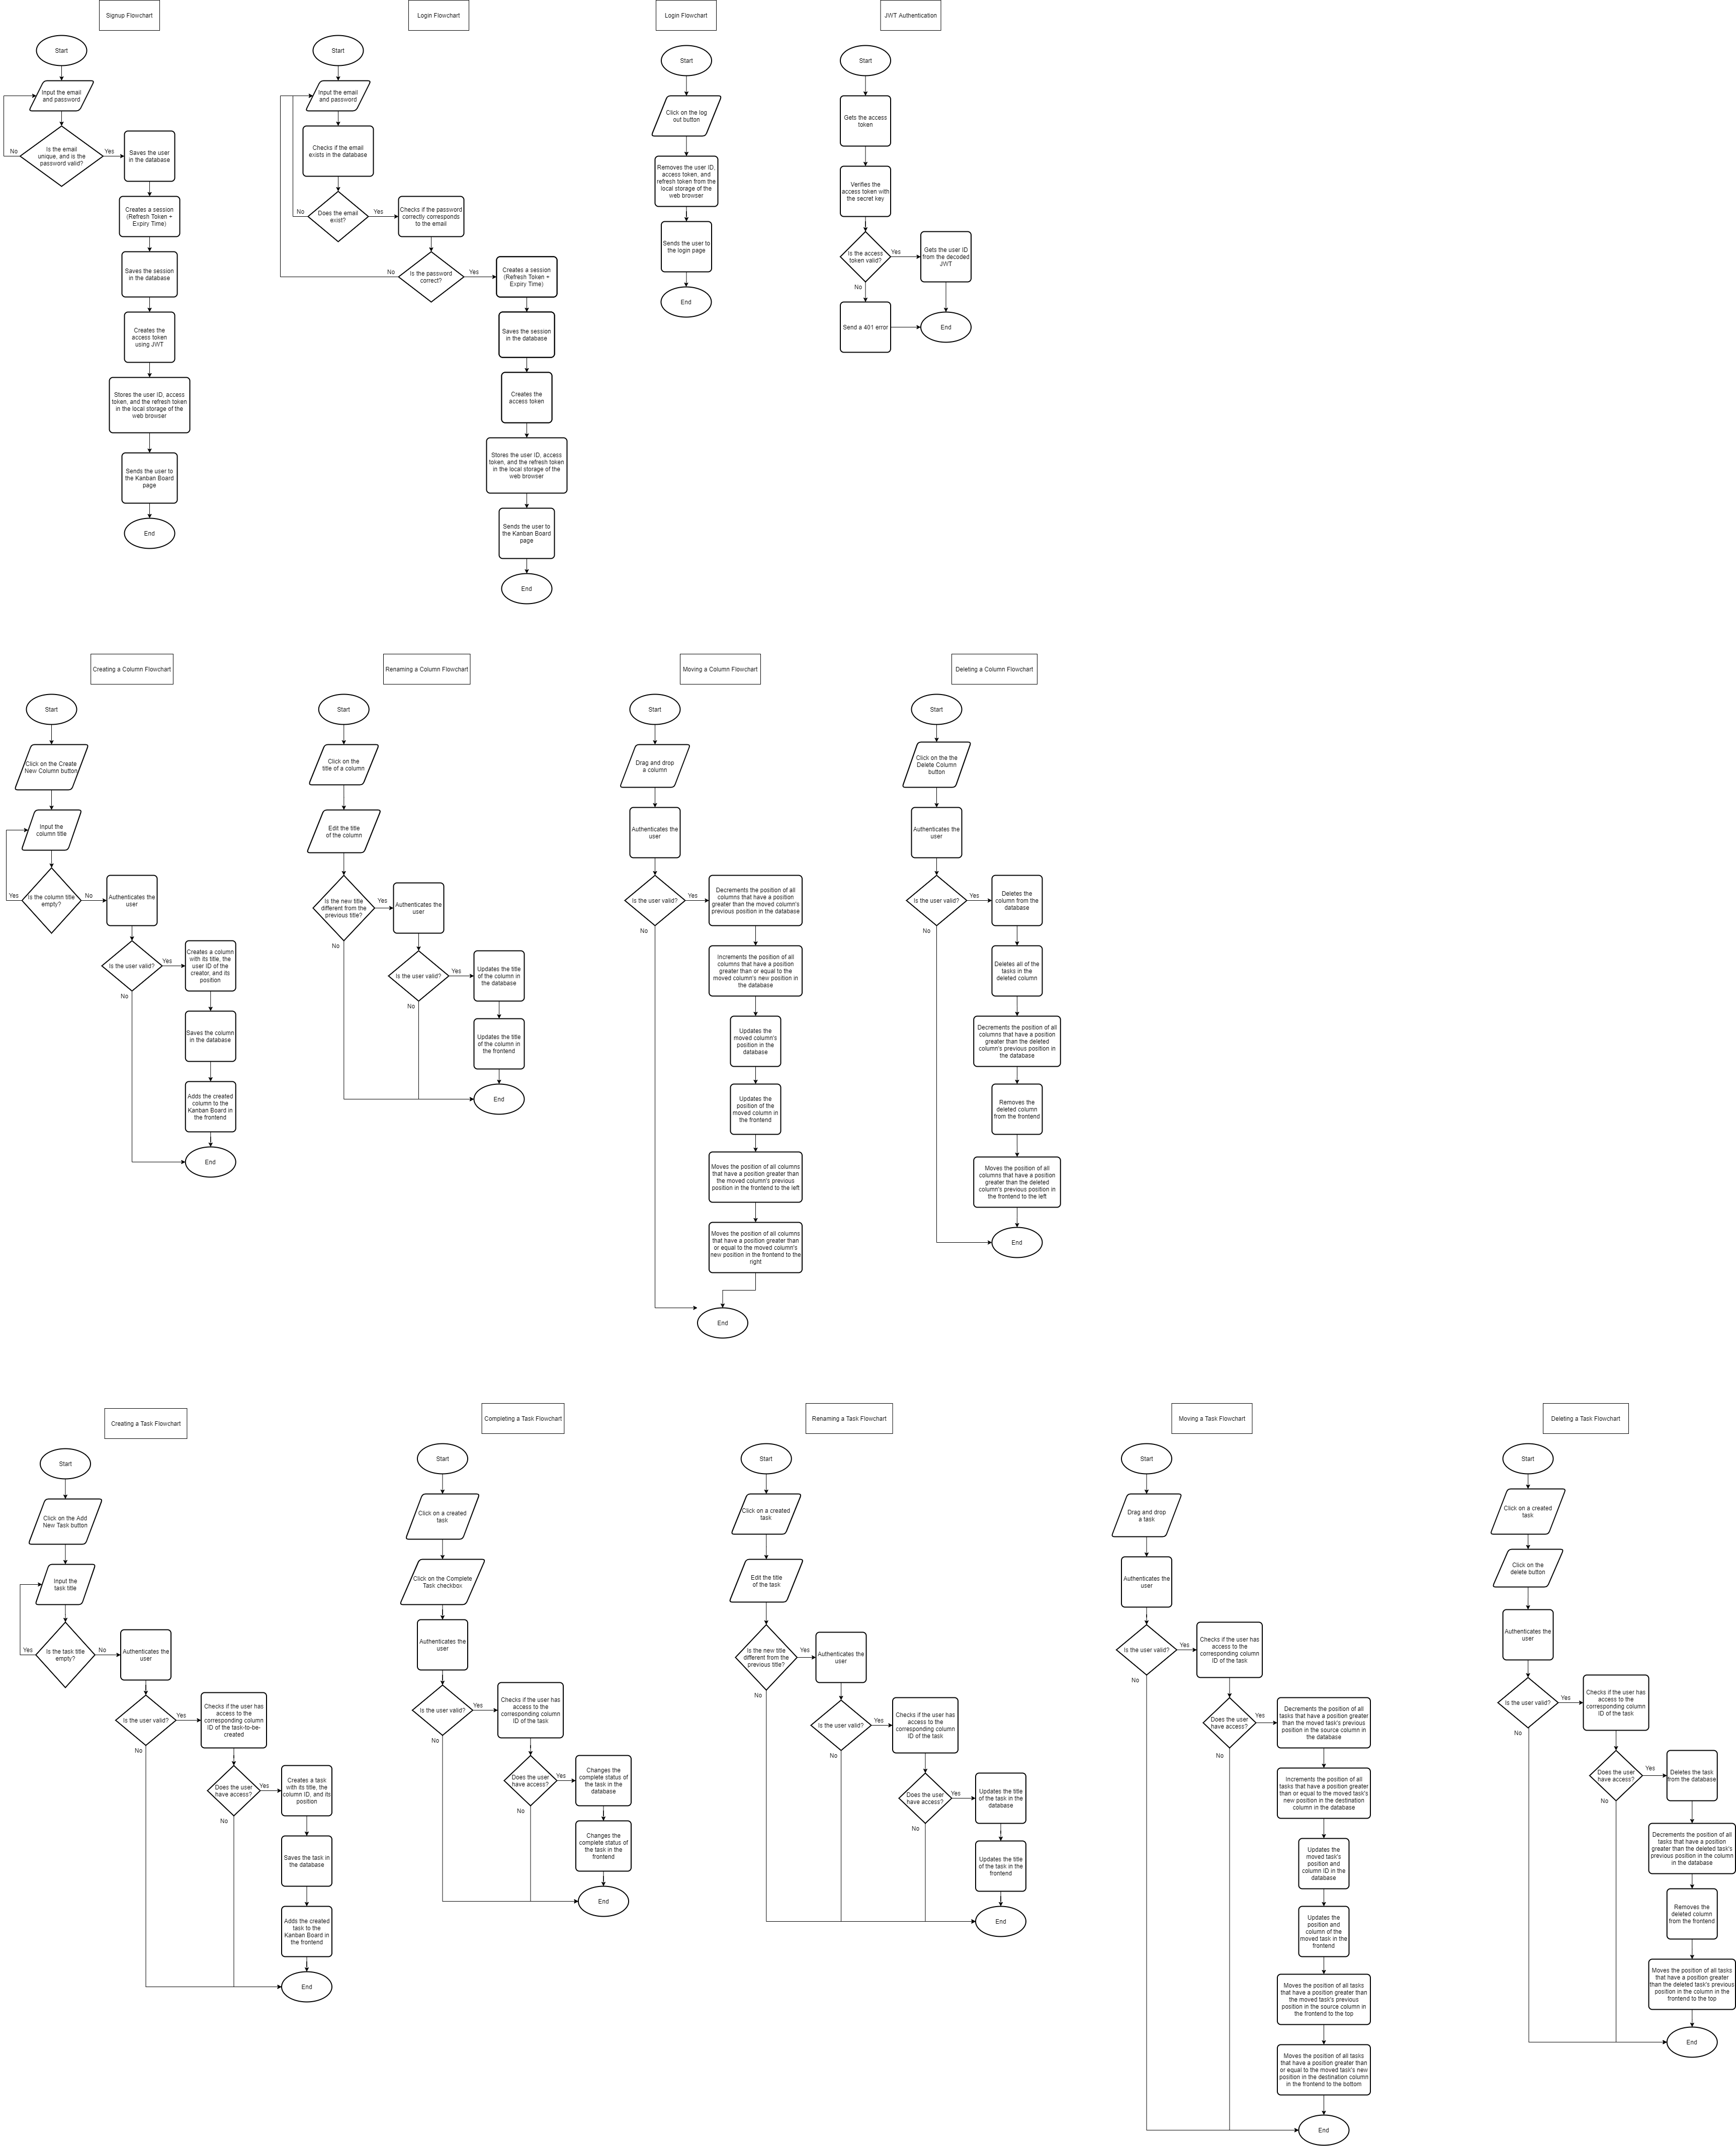 Signup Flowchart
Start
Input the email
and password
Is the email
unique, and is the
password valid?
No
Yes
Saves the user
in the database
Creates a session
(Refresh Token +
Expiry Time)
Saves the session
in the database
Creates the
access token
using JWT
Stores the user ID, access
token, and the refresh token
in the local storage of the
web browser
Sends the user to
the Kanban Board
page
End
Login Flowchart
Start
Input the email
and password
Checks if the email
exists in the database
Does the email
exist?
No
Yes
Checks if the password
correctly corresponds
to the email
Is the password
correct?
No
Yes
Creates a session
(Refresh Token +
Expiry Time)
Saves the session
in the database
Creates the
access token
Stores the user ID, access
token, and the refresh token
in the local storage of the
web browser
Sends the user to
the Kanban Board
page
End
Login Flowchart
Start
Click on the log
out button
Removes the user ID,
access token, and
refresh token from the
local storage of the
web browser
Sends the user to
the login page
End
JWT Authentication
Start
Gets the access
token
Verifies the
access token with
the secret key
Is the access
token valid?
Yes
No
Gets the user ID
from the decoded
JWT
Send a 401 error
End
Creating a Column Flowchart
Start
Click on the Create
New Column button
Input the
column title
Is the column title
empty?
Yes
No
Authenticates the
user
Is the user valid?
Yes
No
Creates a column
with its title, the
user ID of the
creator, and its
position
Saves the column
in the database
Adds the created
column to the
Kanban Board in
the frontend
End
Renaming a Column Flowchart
Start
Click on the
title of a column
Edit the title
of the column
Is the new title
different from the
previous title?
Yes
No
Authenticates the
user
Is the user valid?
Yes
No
Updates the title
of the column in
the database
Updates the title
of the column in
the frontend
End
Moving a Column Flowchart
Start
Drag and drop
a column
Authenticates the
user
Is the user valid?
Yes
No
Decrements the position of all
columns that have a position
greater than the moved column's
previous position in the database
Increments the position of all
columns that have a position
greater than or equal to the
moved column's new position in
the database
Updates the
moved column's
position in the
database
Updates the
position of the
moved column in
the frontend
Moves the position of all columns
that have a position greater than
the moved column's previous
position in the frontend to the left
Moves the position of all columns
that have a position greater than
or equal to the moved column's
new position in the frontend to the
right
End
Deleting a Column Flowchart
Start
Click on the the
Delete Column
button
Authenticates the
user
Is the user valid?
Yes
No
Deletes the
column from the
database
Deletes all of the
tasks in the
deleted column
Decrements the position of all
columns that have a position
greater than the deleted
column's previous position in
the database
Removes the
deleted column
from the frontend
Moves the position of all
columns that have a position
greater than the deleted
column's previous position in
the frontend to the left
End
Creating a Task Flowchart
Start
Click on the Add
New Task button
Input the
task title
Is the task title
empty?
Yes
No
Authenticates the
user
Is the user valid?
Yes
No
Checks if the user has
access to the
corresponding column
ID of the task-to-be-
created
Does the user
have access?
Yes
No
Creates a task
with its title, the
column ID, and its
position
Saves the task in
the database
Adds the created
task to the
Kanban Board in
the frontend
End
Completing a Task Flowchart
Start
Click on a created
task
Click on the Complete
Task checkbox
Authenticates the
user
Is the user valid?
Yes
No
Checks if the user has
access to the
corresponding column
ID of the task
Does the user
have access?
Yes
No
Changes the
complete status of
the task in the
database
Changes the
complete status of
the task in the
frontend
End
Renaming a Task Flowchart
Start
Click on a created
task
Edit the title
of the task
Is the new title
different from the
previous title?
Yes
No
Authenticates the
user
Is the user valid?
Yes
No
Checks if the user has
access to the
corresponding column
ID of the task
Does the user
have access?
Yes
No
Updates the title
of the task in the
database
Updates the title
of the task in the
frontend
End
Moving a Task Flowchart
Start
Drag and drop
a task
Authenticates the
user
Is the user valid?
Yes
No
Checks if the user has
access to the
corresponding column
ID of the task
Does the user
have access?
Yes
No
Decrements the position of all
tasks that have a position greater
than the moved task's previous
position in the source column in
the database
Increments the position of all
tasks that have a position greater
than or equal to the moved task's
new position in destination
column in the database
Updates the
moved task's
position and
column ID in the
database
Updates the
position and
column of the
moved task in the
frontend
Moves the position of all tasks
that have a position greater than
the moved task's previous
position in the source column in
the frontend to the top
Moves the position of all tasks
that have a position greater than
or equal to the moved task's new
position in the destination column
in the frontend to the bottom
End
Deleting a Task Flowchart
Start
Click on a created
task
Click on the
delete button
Authenticates the
user
Is the user valid?
Yes
No
Checks if the user has
access to the
corresponding column
ID of the task
Does the user
have access?
Yes
No
Deletes the task
from the database
Decrements the position of all
tasks that have a position
greater than the deleted task's
previous position in the column
in the database
Removes the
deleted column
from the frontend
Moves the position of all tasks
that have a position greater
than the deleted task's previous
position in the column in the
frontend to the top
End